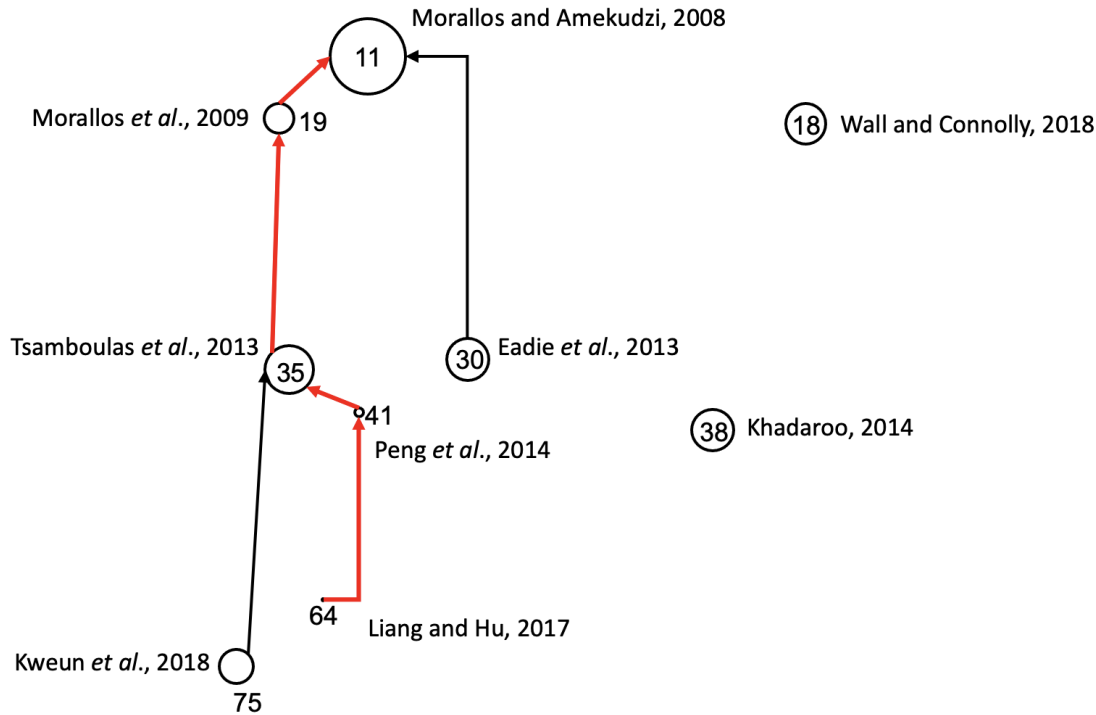 Morallos and Amekudzi, 2008
11
Morallos et al., 2009
19
18
Wall and Connolly, 2018
Tsamboulas et al., 2013
35
30
Eadie et al., 2013
41
Peng et al., 2014
38
Khadaroo, 2014
64
Liang and Hu, 2017
Kweun et al., 2018
75